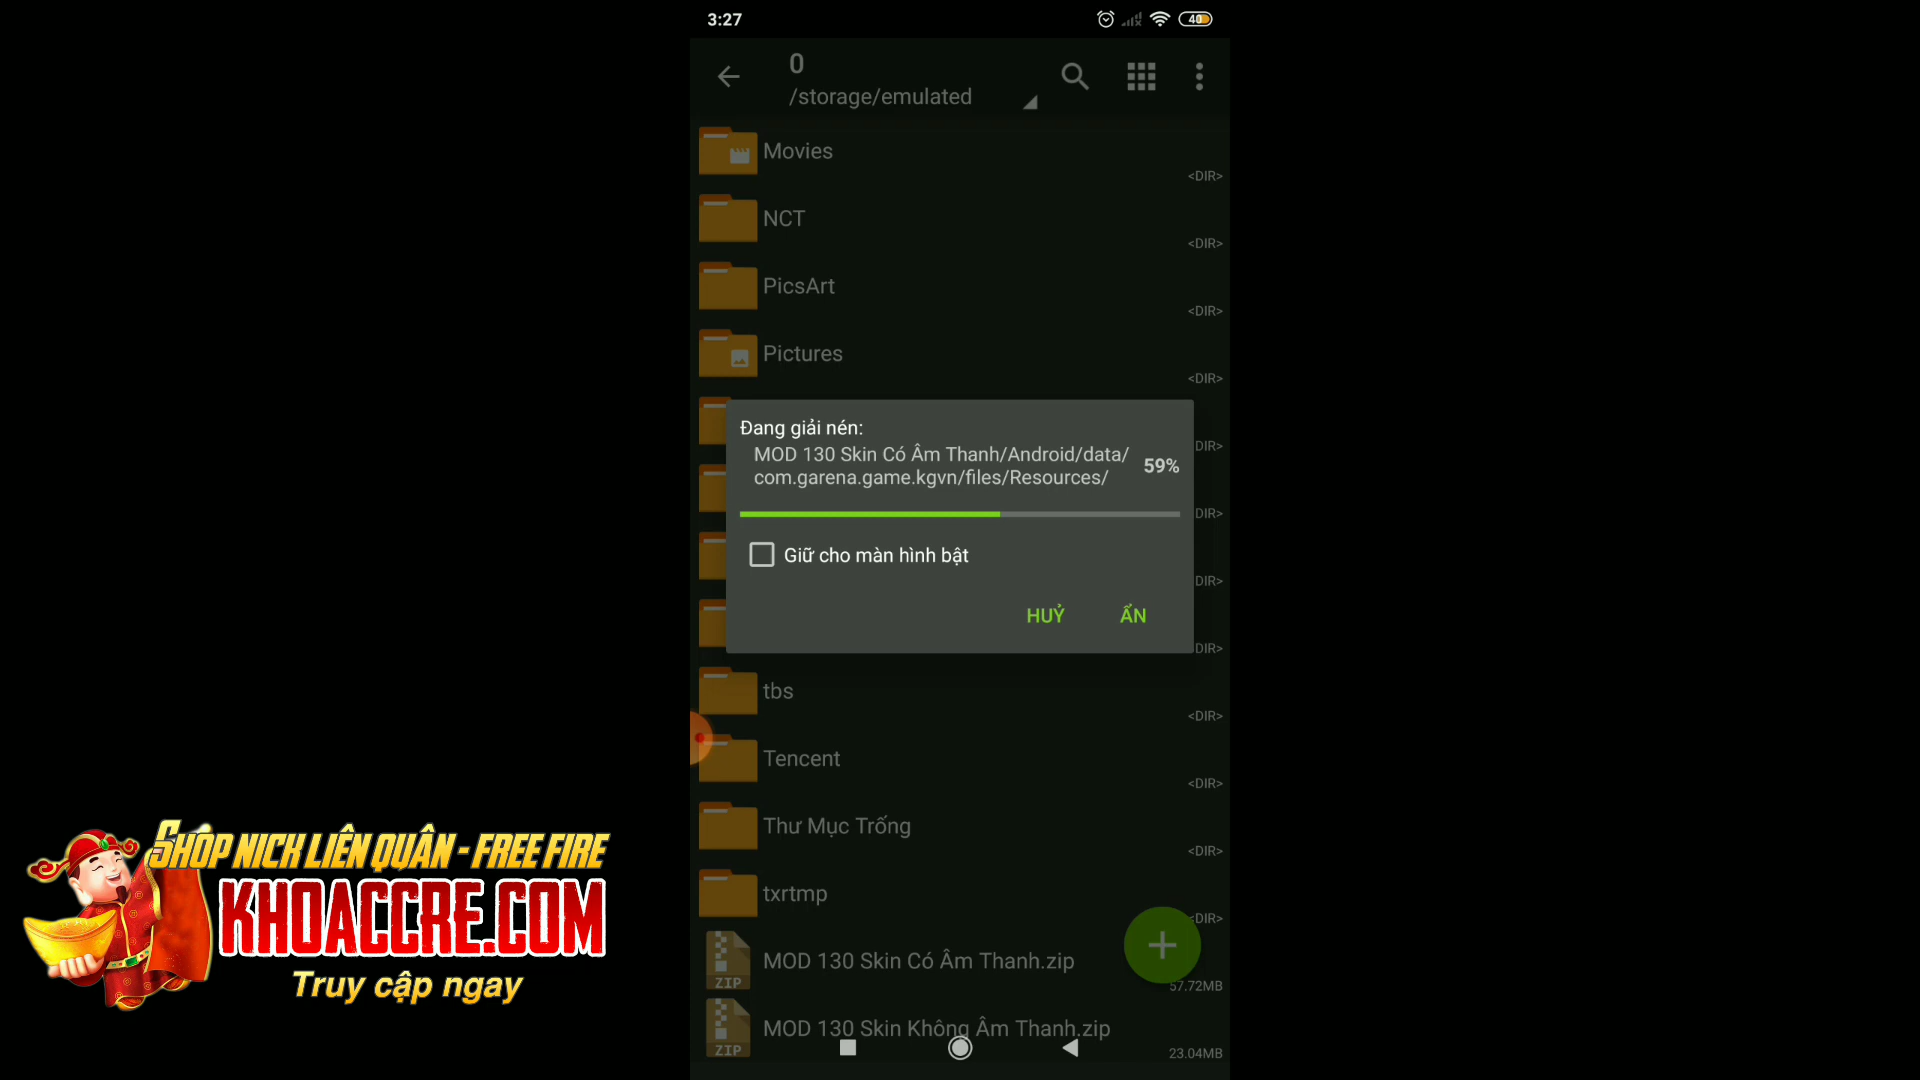 3:27
40
0
/storage/emulated
Movies
<DIR>
NCT
<DIR>
PicsArt
<DIR>
Pictures
<DIR>
DIR>
Đang giải nén:
MOD 130 Skin Có Âm Thanh/Android/data/
com.garena.game.kgvn/files/Resources/
59%
DIR>
Giữ cho màn hình bật
DIR>
HUỶ
ẨN
DIR>
tbs
<DIR>
Tencent
<DIR>
Thư Mục Trống
<DIR>
txrtmp
<DIR>
MOD 130 Skin Có Âm Thanh.zip
ZIP
57.72MB
MOD 130 Skin Không Âm Thanh.zip
ZIP
23.04MB
SHOP NICK LIÊN QUÂN - FREE FIRE
KHOACCRE.COM
Truy cập ngay